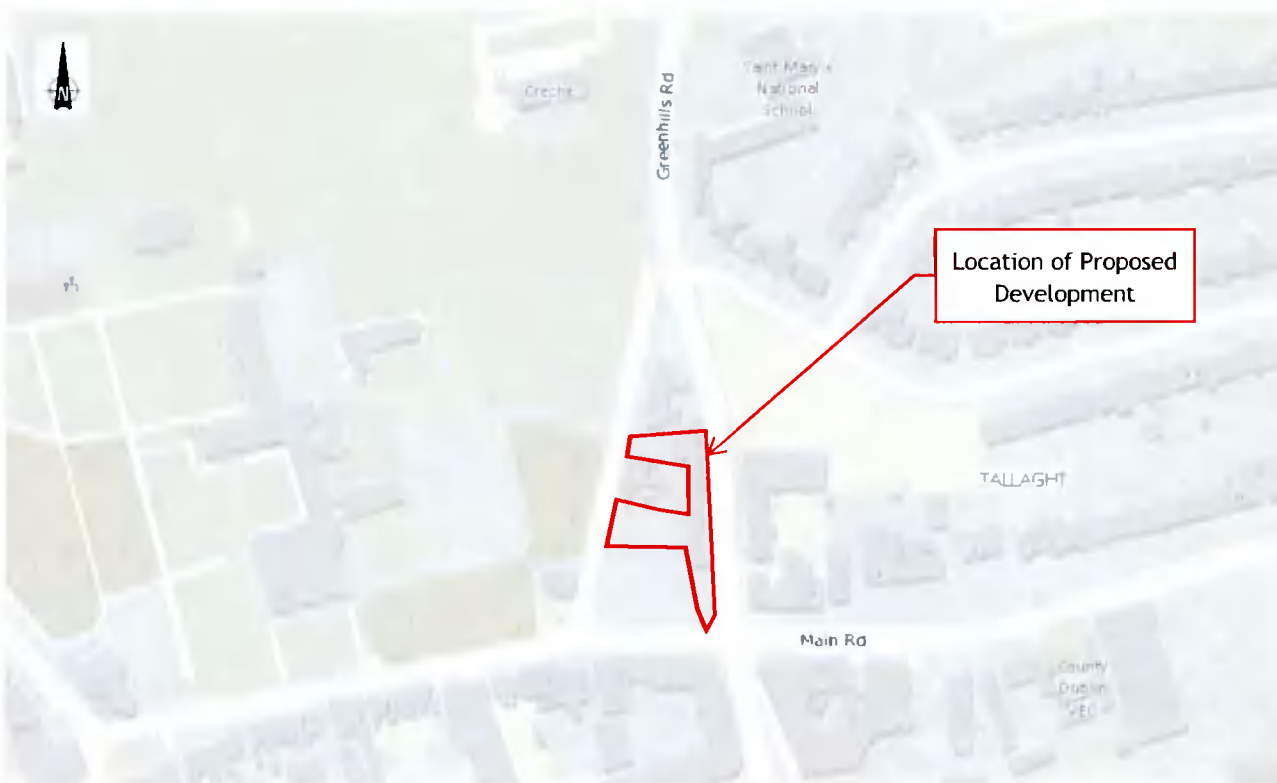 N
Creche
Greenhills Rd
Saint Mary's
National
School
Location of Proposed
Development
TALLAGHT
Main Rd
County
Dublin
VEC